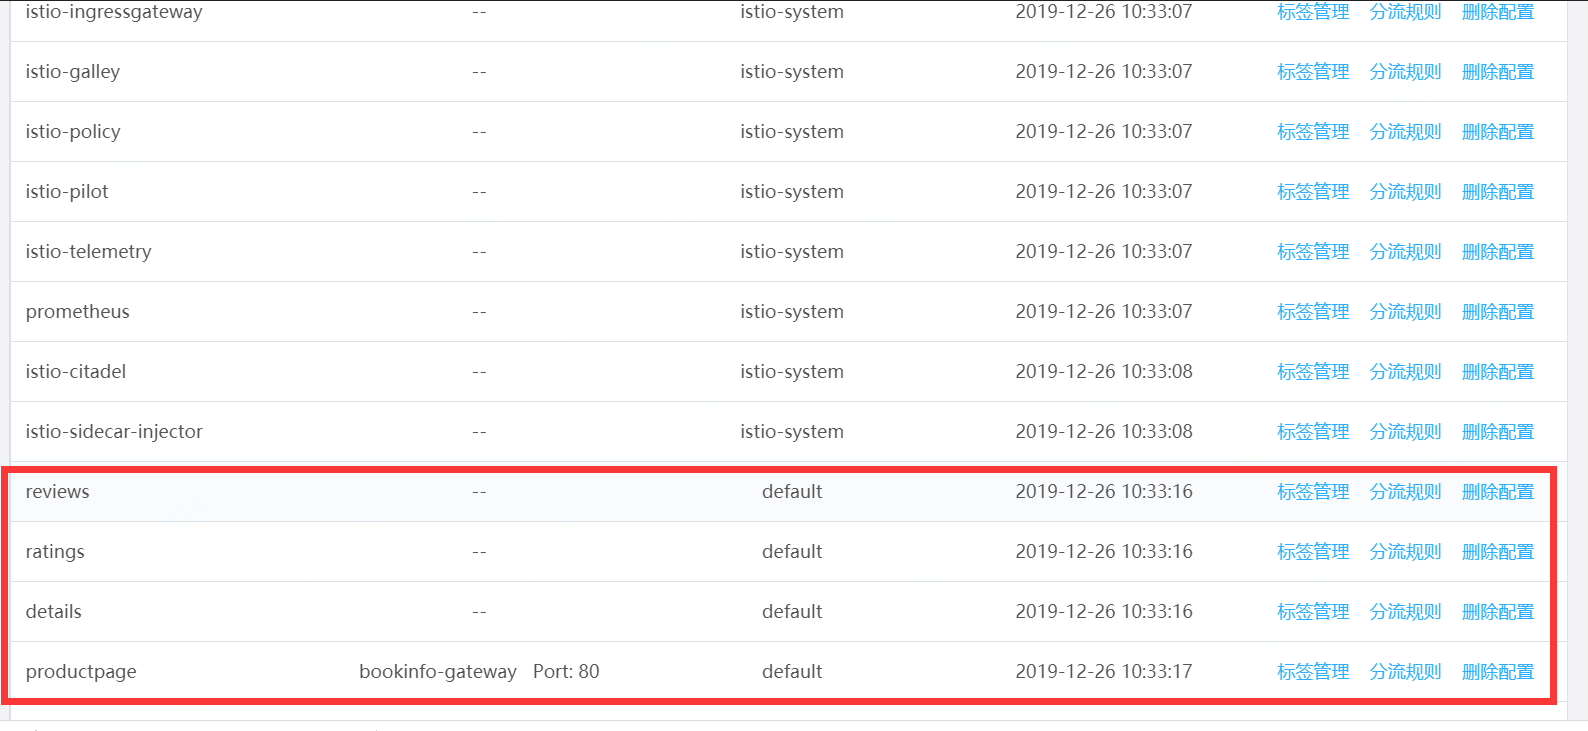 istio-ingressgateway -- istio-system 2019-12-26 10:33:07 标签管理 分流规则 删除配置
istio-galley -- istio-system 2019-12-26 10:33:07 标签管理 分流规则 删除配置
istio-policy -- istio-system 2019-12-26 10:33:07 标签管理 分流规则 删除配置
istio-pilot -- istio-system 2019-12-26 10:33:07 标签管理 分流规则 删除配置
istio-telemetry -- istio-system 2019-12-26 10:33:07 标签管理 分流规则 删除配置
prometheus -- istio-system 2019-12-26 10:33:07 标签管理 分流规则 删除配置
istio-citadel -- istio-system 2019-12-26 10:33:08 标签管理 分流规则 删除配置
istio-sidecar-injector -- istio-system 2019-12-26 10:33:08 标签管理 分流规则 删除配置
reviews -- default 2019-12-26 10:33:16 标签管理 分流规则 删除配置
ratings -- default 2019-12-26 10:33:16 标签管理 分流规则 删除配置
details -- default 2019-12-26 10:33:16 标签管理 分流规则 删除配置
productpage bookinfo-gateway Port: 80 default 2019-12-26 10:33:17 标签管理 分流规则 删除配置